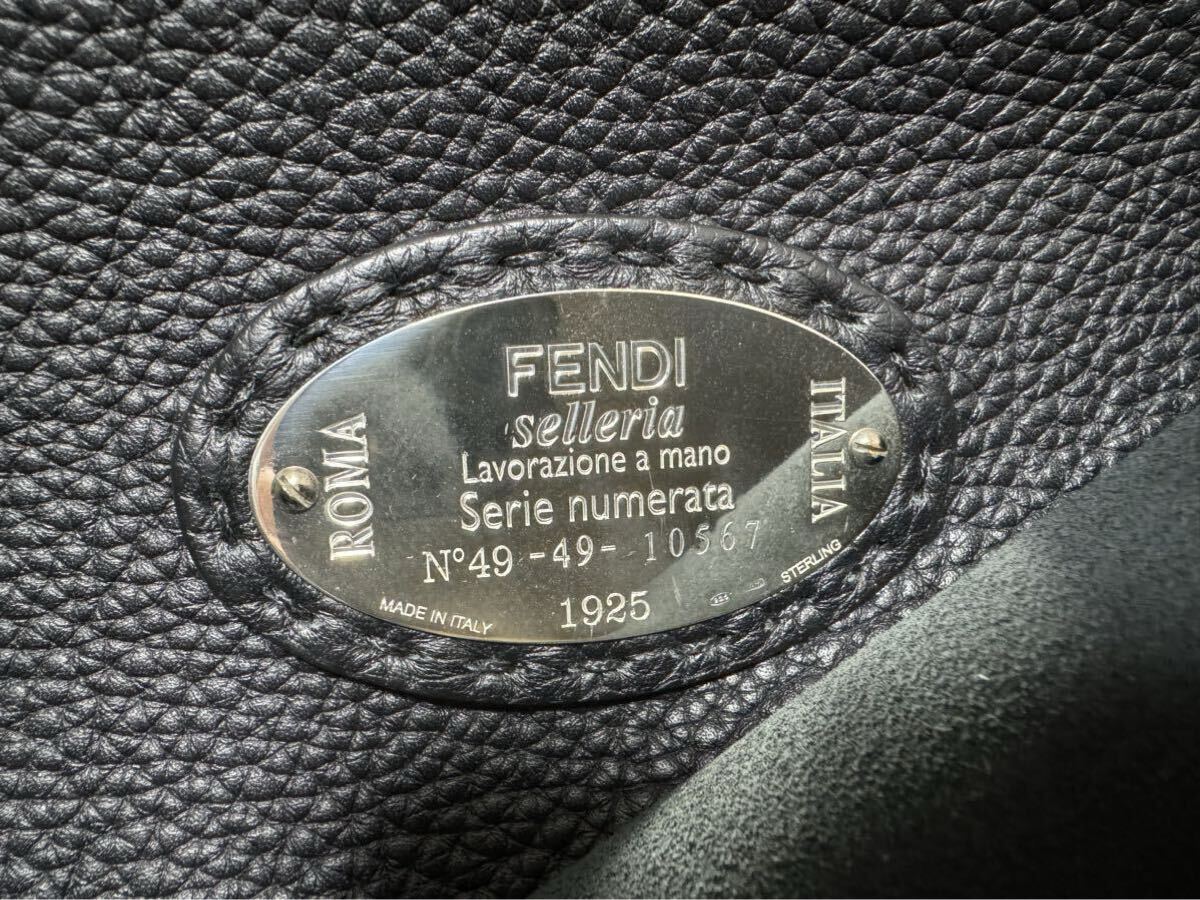 FENDI
selleria
Lavorazione a mano
Serie numerata
N°49-49-10567
1925
ROMA
ITALIA
MADE IN ITALY
STERLING